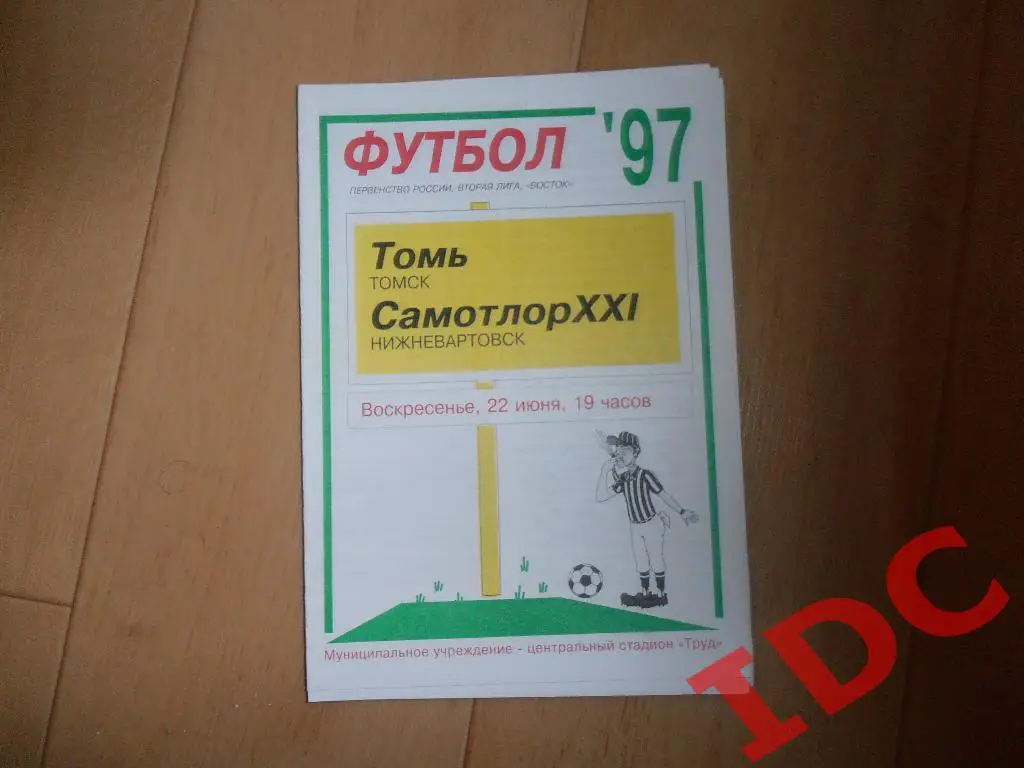 ФУТБОЛ '97
ПЕРВЕНСТВО РОССИИ, ВТОРАЯ ЛИГА, «ВОСТОК»
Томь
ТОМСК
СамотлорXXI
НИЖНЕВАРТОВСК
Воскресенье, 22 июня, 19 часов
Муниципальное учреждение - центральный стадион «Труд»
IDC